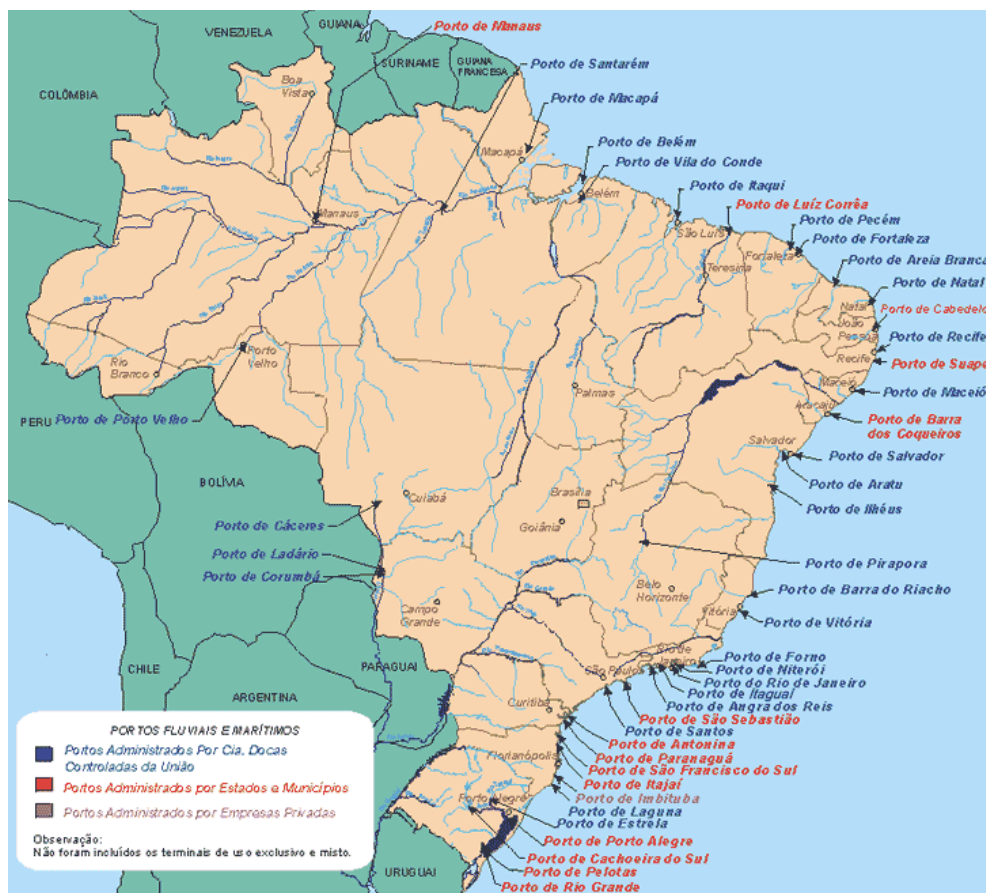 VENEZUELA
GUIANA
SURINAME
GUIANA
FRANCESA
COLÔMBIA
Porto de Manaus
Porto de Santarém
Porto de Macapá
Boa
Vista
Macapá
Porto de Belém
Porto de Vila do Conde
Belém
Porto de Itaqui
Porto de Luíz Corrêa
Porto de Pecém
Porto de Fortaleza
Porto de Areia Branca
Porto de Natal
Porto de Cabedelo
Porto de Recife
Porto de Suape
Porto de Maceió
Porto de Barra
dos Coqueiros
Manaus
São Luís
Teresina
Fortaleza
Natal
João
Pessoa
Recife
Maceió
Aracaju
Rio
Branco
Porto
Velho
Palmas
PERU
Porto de Pôrto Velho
Salvador
Porto de Salvador
Porto de Aratu
Porto de Ilhéus
BOLÍVIA
Cuiabá
Brasília
Goiânia
Porto de Cáceres
Porto de Ladário
Porto de Corumbá
Porto de Pirapora
Porto de Barra do Riacho
Porto de Vitória
Belo
Horizonte
Vitória
Campo
Grande
CHILE
PARAGUAI
ARGENTINA
São Paulo
Rio de
Janeiro
Porto de Forno
Porto de Niterói
Porto do Rio de Janeiro
Porto de Itaguaí
Porto de Angra dos Reis
Porto de São Sebastião
Porto de Santos
Curitiba
Porto de Antonina
Porto de Paranaguá
Porto de São Francisco do Sul
Florianópolis
Porto de Itajaí
Porto de Imbituba
Porto Alegre
Porto de Laguna
Porto de Estrela
Porto de Porto Alegre
Porto de Cachoeira do Sul
Porto de Pelotas
Porto de Rio Grande
URUGUAI
PORTOS FLUVIAIS E MARÍTIMOS
Portos Administrados Por Cia. Docas
Controladas da União
Portos Administrados por Estados e Municípios
Portos Administrados por Empresas Privadas
Observação:
Não foram incluídos os terminais de uso exclusivo e misto.